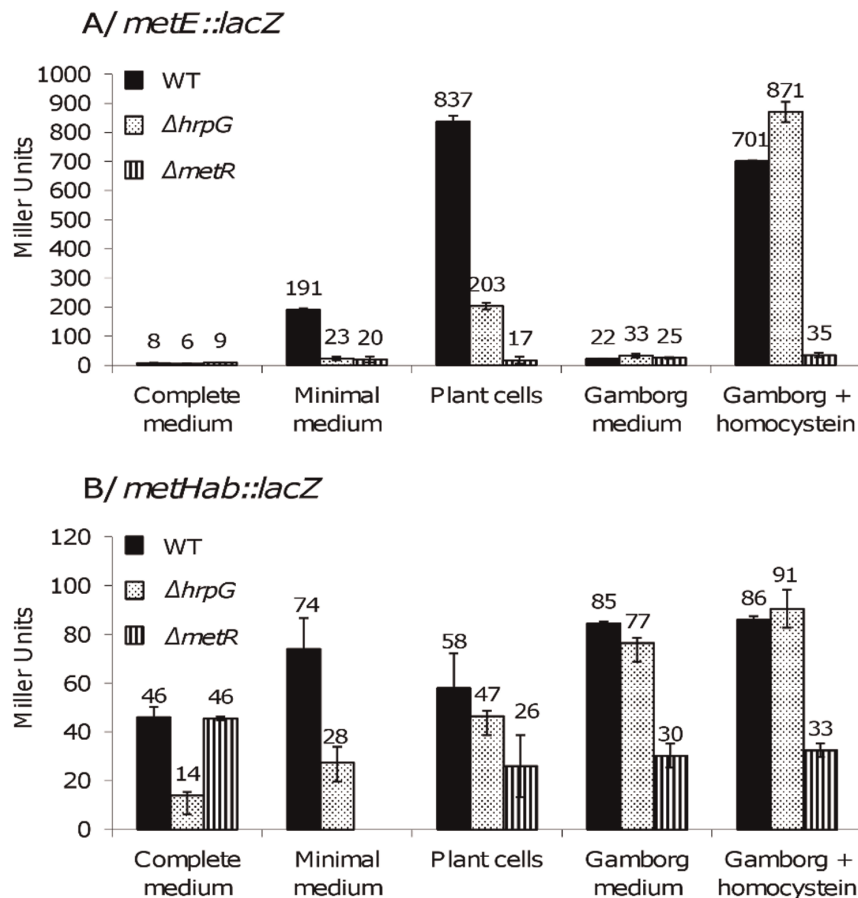 A/ metE::lacZ
1000
900
800
700
600
500
400
300
200
100
0
Miller Units
WT
ΔhrpG
ΔmetR
8 6 9
191 23 20
837 203 17
22 33 25
701 871 35
Complete medium
Minimal medium
Plant cells
Gamborg medium
Gamborg + homocystein
B/ metHab::lacZ
120
100
80
60
40
20
0
Miller Units
WT
ΔhrpG
ΔmetR
46 14 46
74 28
58 47 26
85 77 30
86 91 33
Complete medium
Minimal medium
Plant cells
Gamborg medium
Gamborg + homocystein